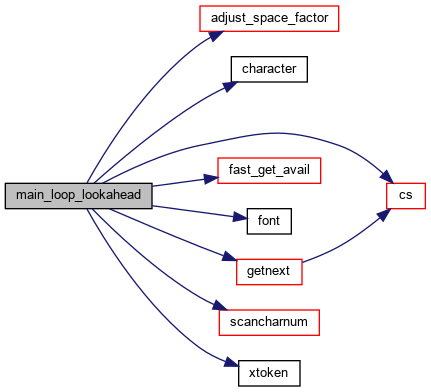 adjust_space_factor
character
main_loop_lookahead
fast_get_avail
cs
font
getnext
scancharnum
xtoken